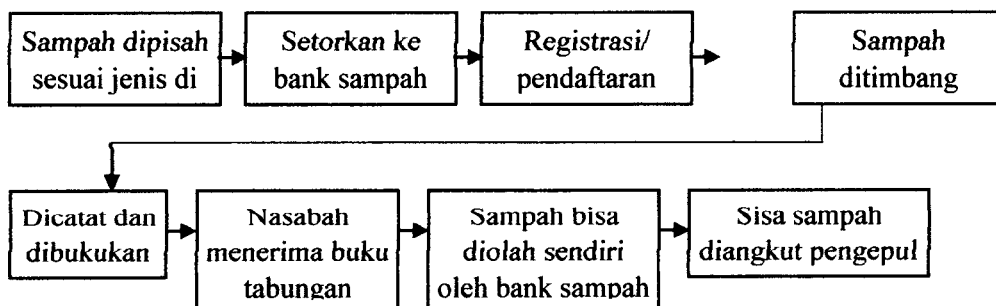 Sampah dipisah
sesuai jenis di
Setorkan ke
bank sampah
Registrasi/
pendaftaran
Sampah
ditimbang
Dicatat dan
dibukukan
Nasabah
menerima buku
tabungan
Sampah bisa
diolah sendiri
oleh bank sampah
Sisa sampah
diangkut pengepul